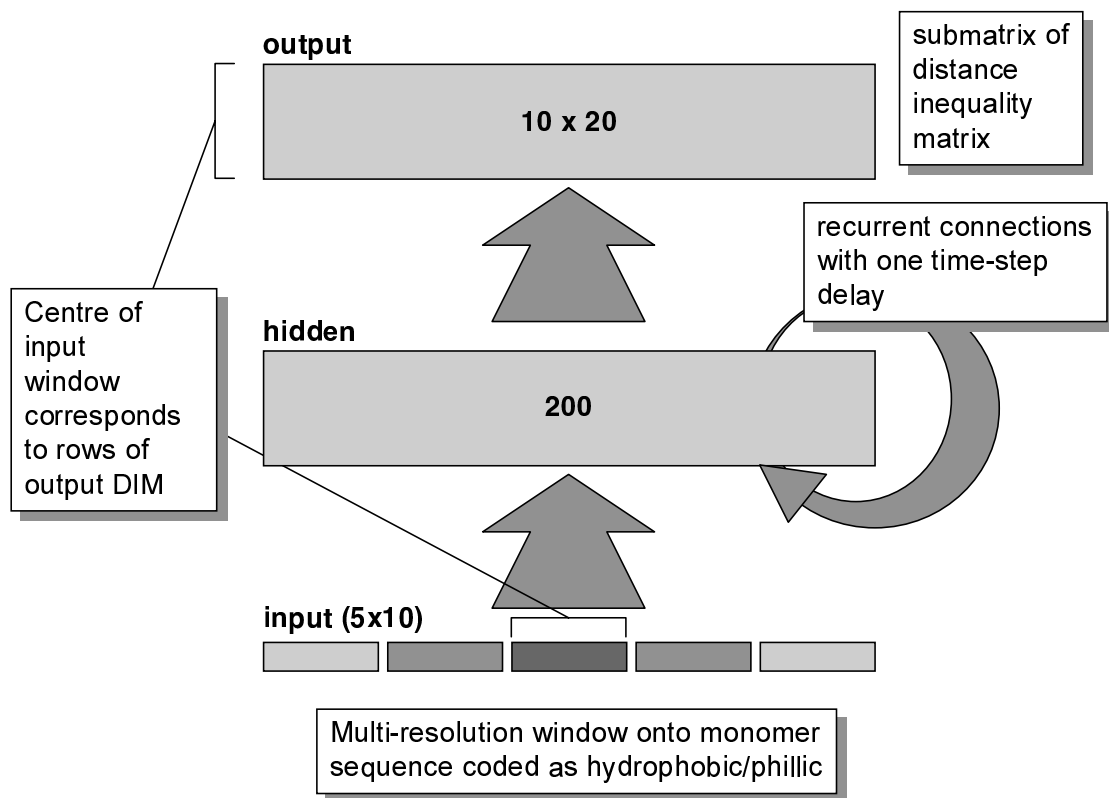 output
10 x 20
submatrix of
distance
inequality
matrix
recurrent connections
with one time-step
delay
Centre of
input
window
corresponds
to rows of
output DIM
hidden
200
input (5x10)
Multi-resolution window onto monomer
sequence coded as hydrophobic/phillic